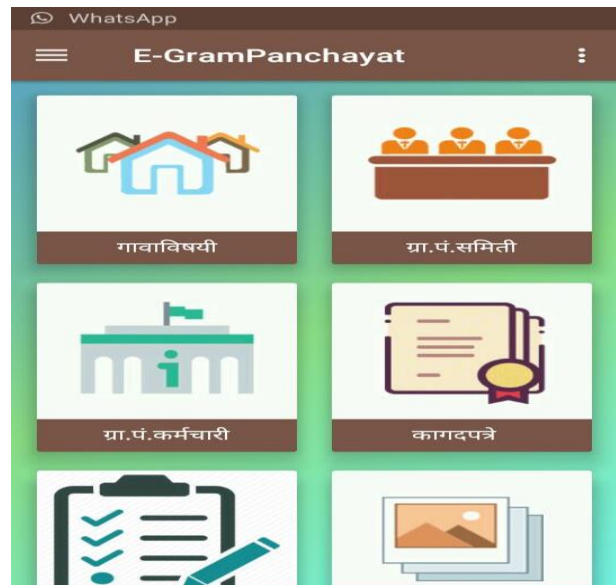 WhatsApp
E-GramPanchayat
गावाविषयी
ग्रा.पं.समिती
ग्रा.पं.कर्मचारी
कागदपत्रे